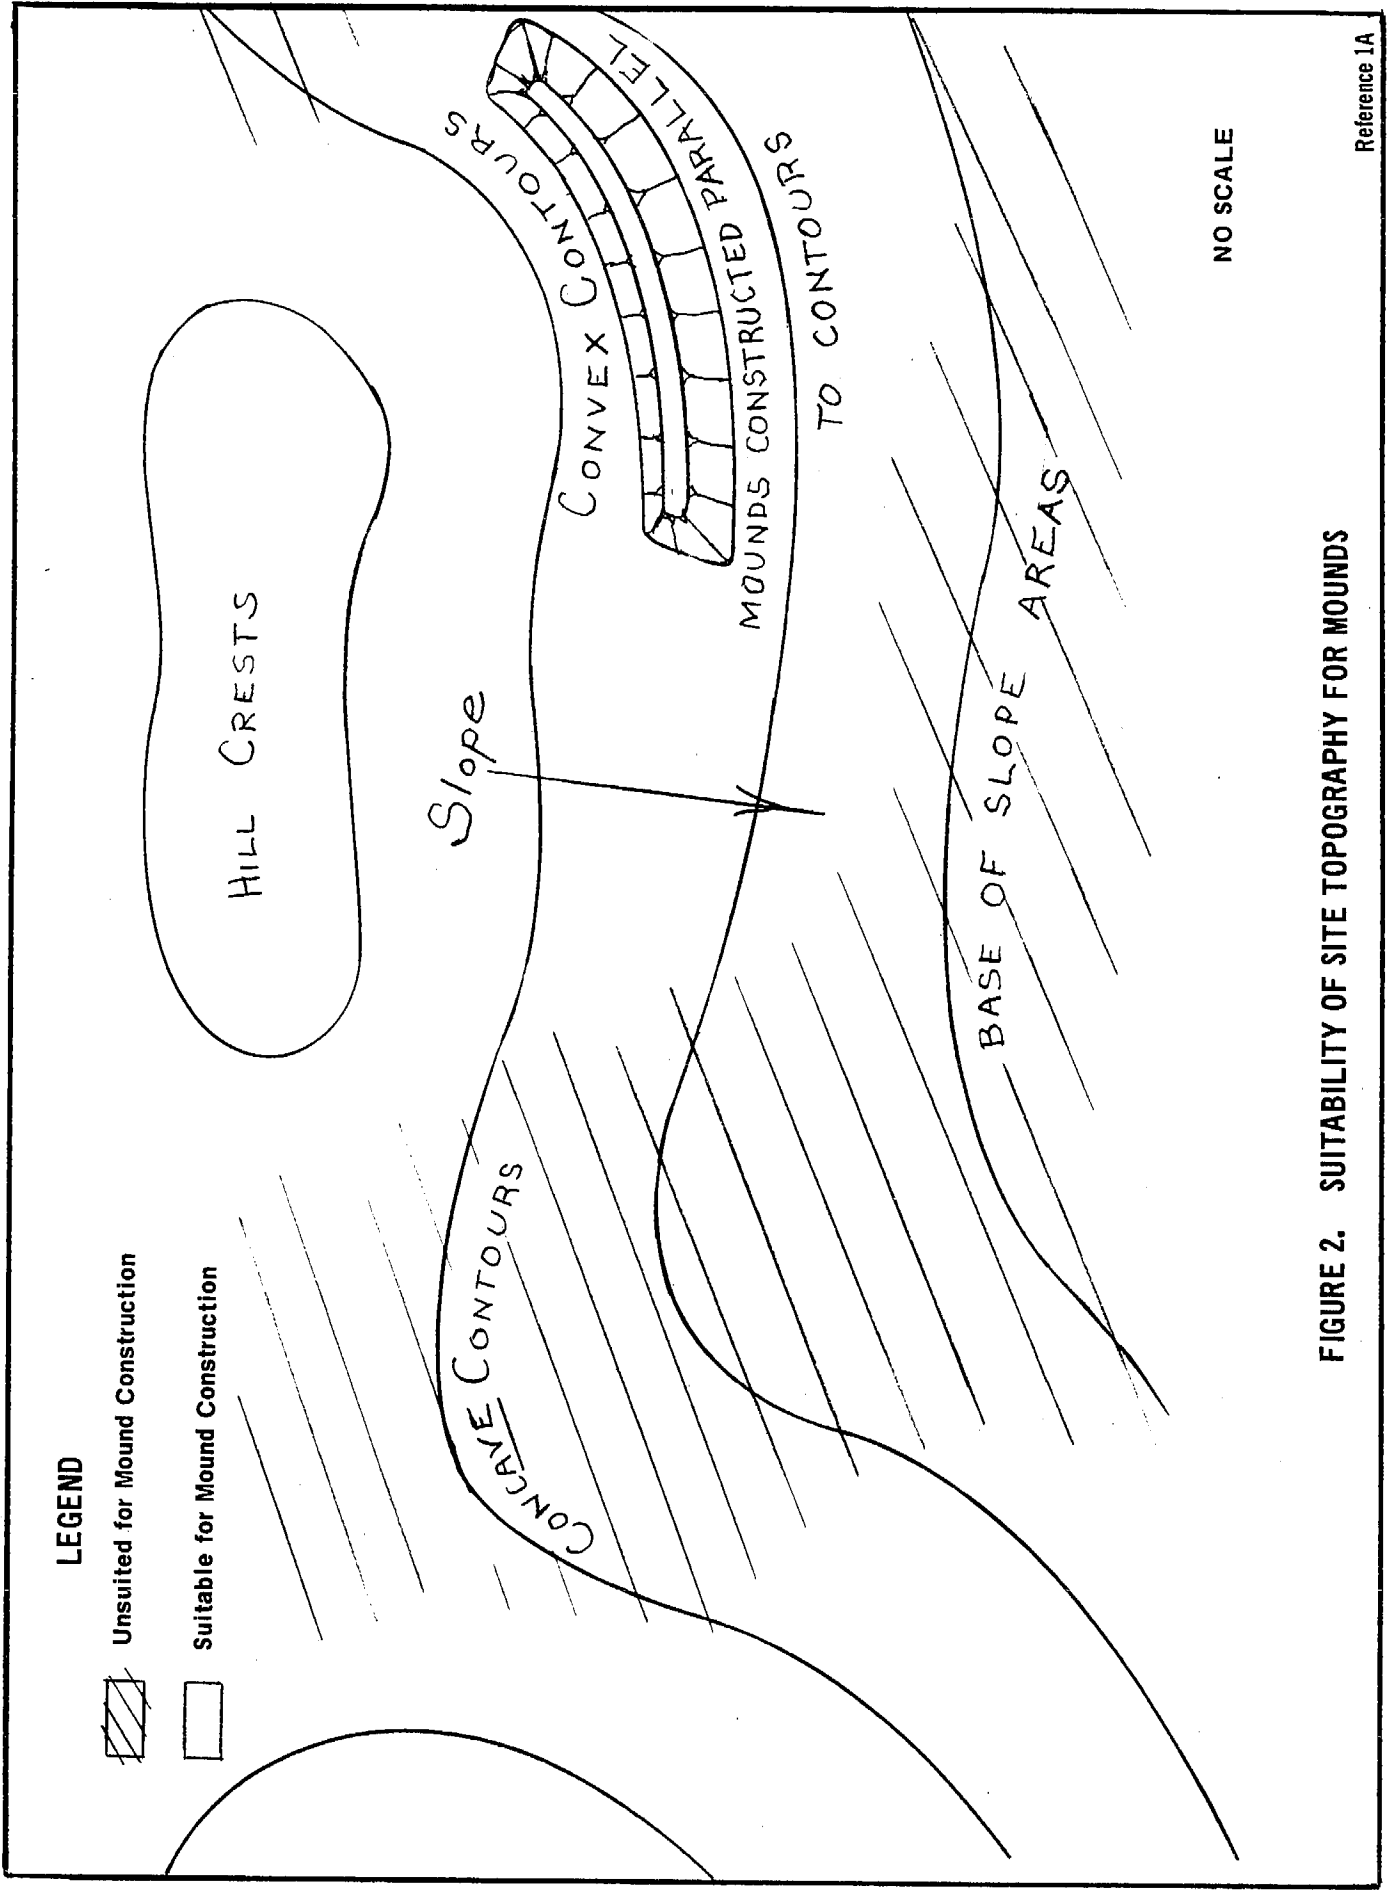 LEGEND
Unsuited for Mound Construction
Suitable for Mound Construction
HILL CRESTS
Slope
CONCAVE CONTOURS
CONVEX CONTOURS
MOUNDS CONSTRUCTED PARALLEL
TO CONTOURS
BASE OF SLOPE AREAS
NO SCALE
FIGURE 2. SUITABILITY OF SITE TOPOGRAPHY FOR MOUNDS
Reference 1A